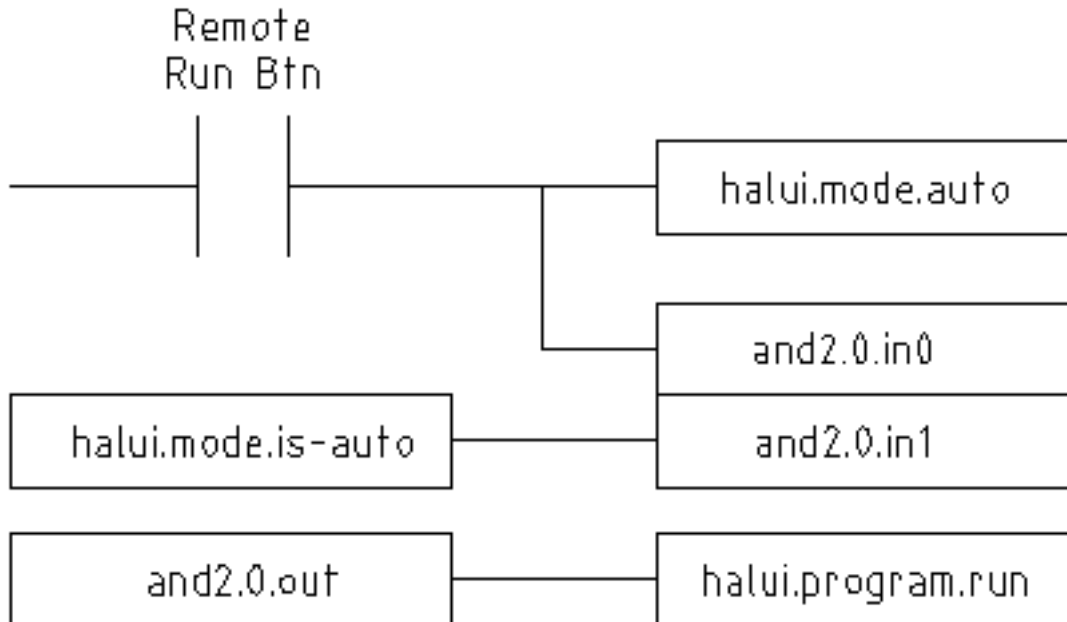 Remote
Run Btn
halui.mode.auto
and2.0.in0
halui.mode.is-auto
and2.0.in1
and2.0.out
halui.program.run